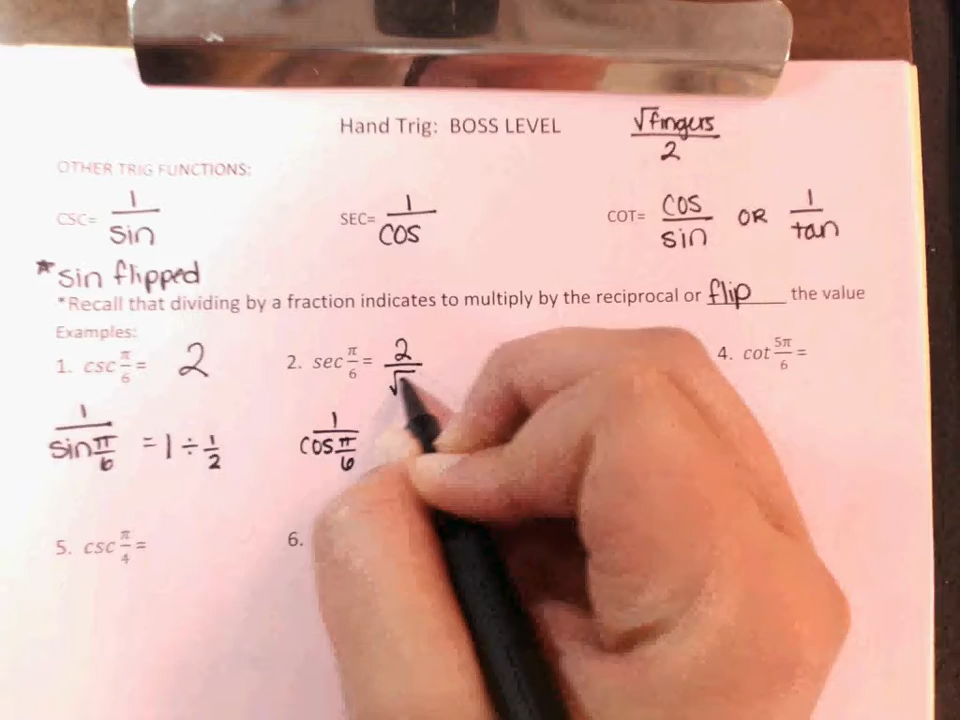 Hand Trig: BOSS LEVEL
√fingers/2
OTHER TRIG FUNCTIONS:
CSC= 1/sin SEC= 1/cos COT= cos/sin OR 1/tan
*sin flipped
*Recall that dividing by a fraction indicates to multiply by the reciprocal or flip the value
Examples:
1. csc π/6 = 2 2. sec π/6 = 2/√ 4. cot 5π/6 =
1/sin π/6 = 1 ÷ 1/2 1/cos π/6
5. csc π/4 = 6.